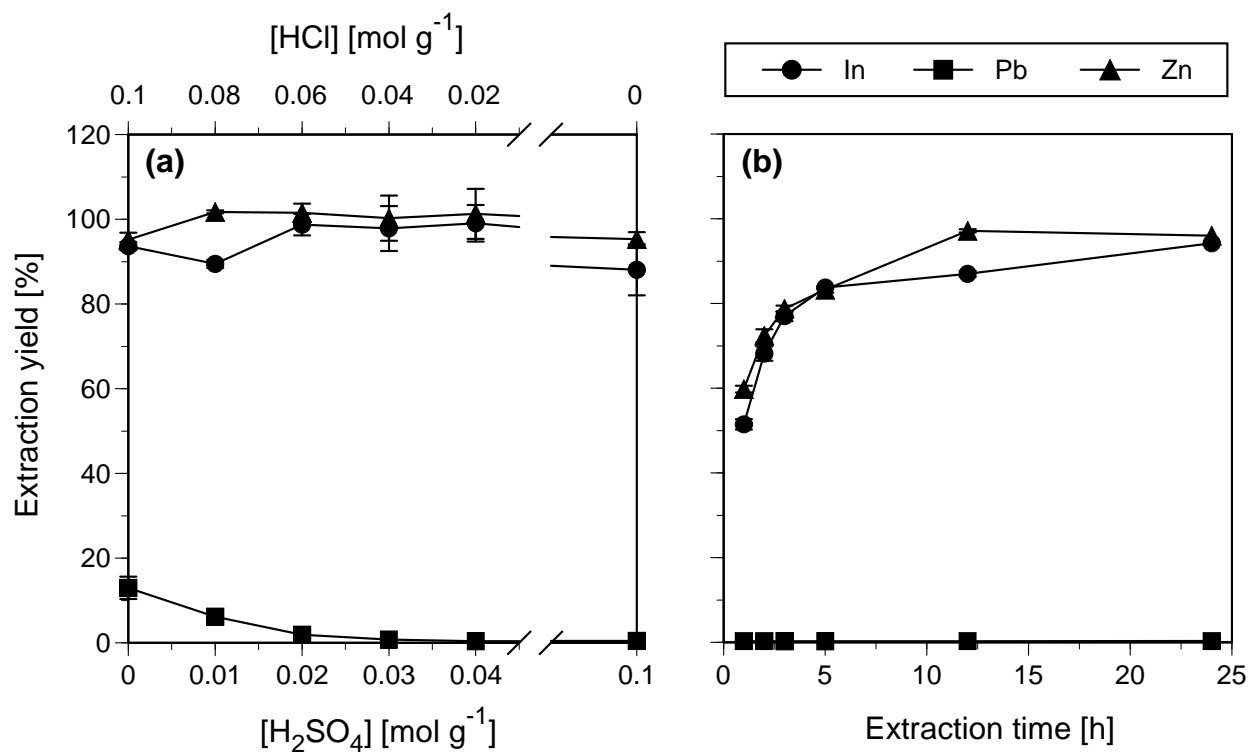 [HCl] [mol g⁻¹]
0.1 0.08 0.06 0.04 0.02 0
In Pb Zn
(a)
(b)
120
100
80
60
40
20
0
Extraction yield [%]
0 0.01 0.02 0.03 0.04 0.1
[H₂SO₄] [mol g⁻¹]
0 5 10 15 20 25
Extraction time [h]